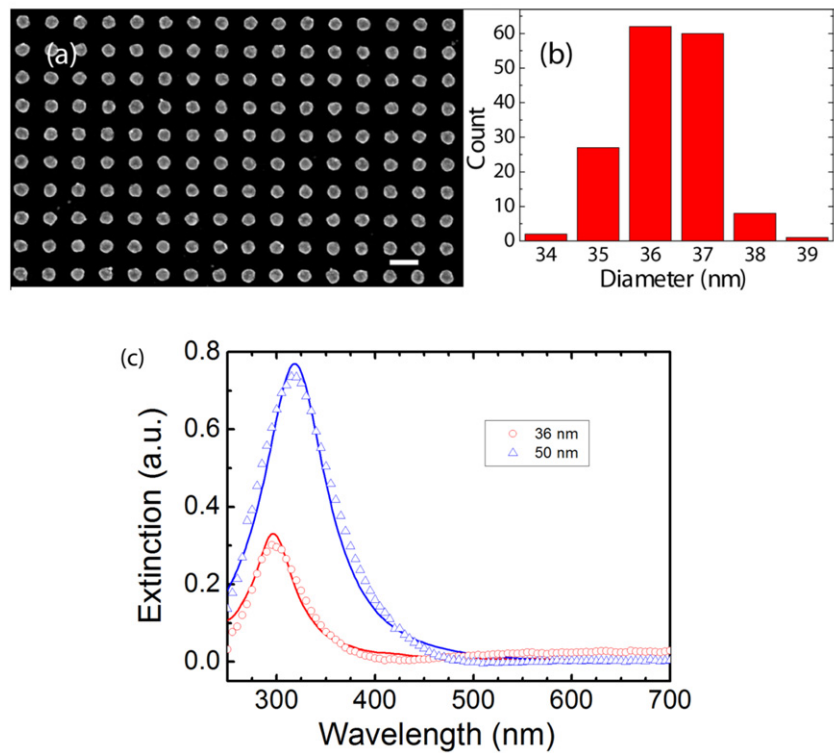 (a)
(b)
Count
60
50
40
30
20
10
0
34 35 36 37 38 39
Diameter (nm)
(c)
Extinction (a.u.)
0.8
0.6
0.4
0.2
0.0
36 nm
50 nm
300 400 500 600 700
Wavelength (nm)